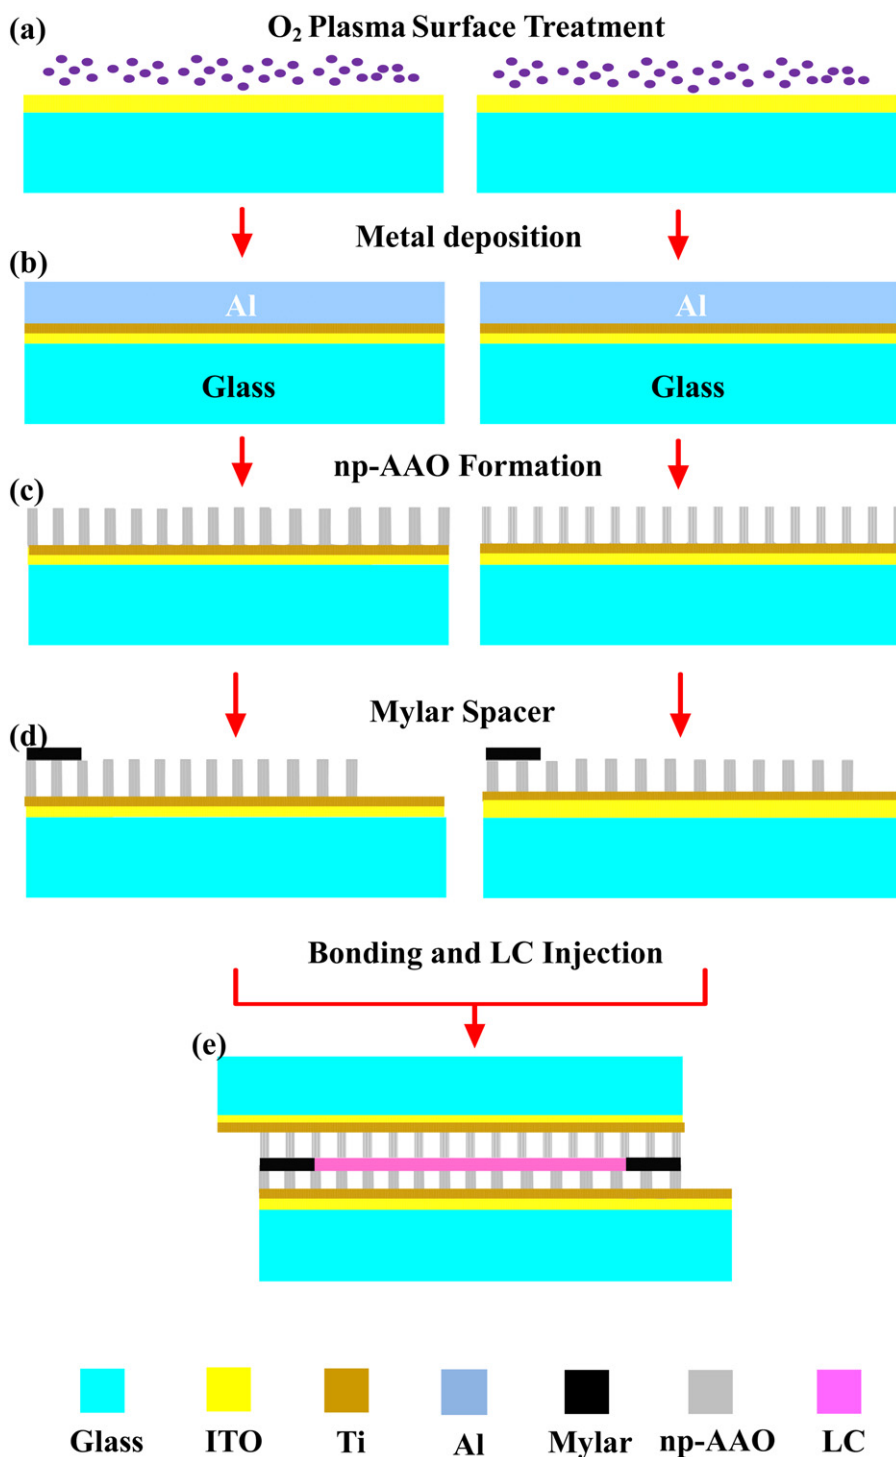 (a) O₂ Plasma Surface Treatment
Metal deposition
(b)
Al Al
Glass Glass
np-AAO Formation
(c)
Mylar Spacer
(d)
Bonding and LC Injection
(e)
Glass ITO Ti Al Mylar np-AAO LC